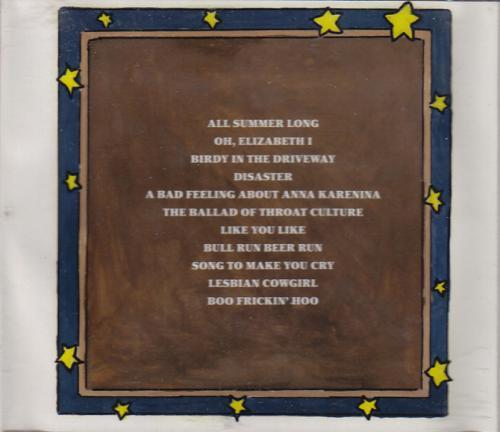 ALL SUMMER LONG
OH, ELIZABETH I
BIRDY IN THE DRIVEWAY
DISASTER
A BAD FEELING ABOUT ANNA KARENINA
THE BALLAD OF THROAT CULTURE
LIKE YOU LIKE
BULL RUN BEER RUN
SONG TO MAKE YOU CRY
LESBIAN COWGIRL
BOO FRICKIN' HOO